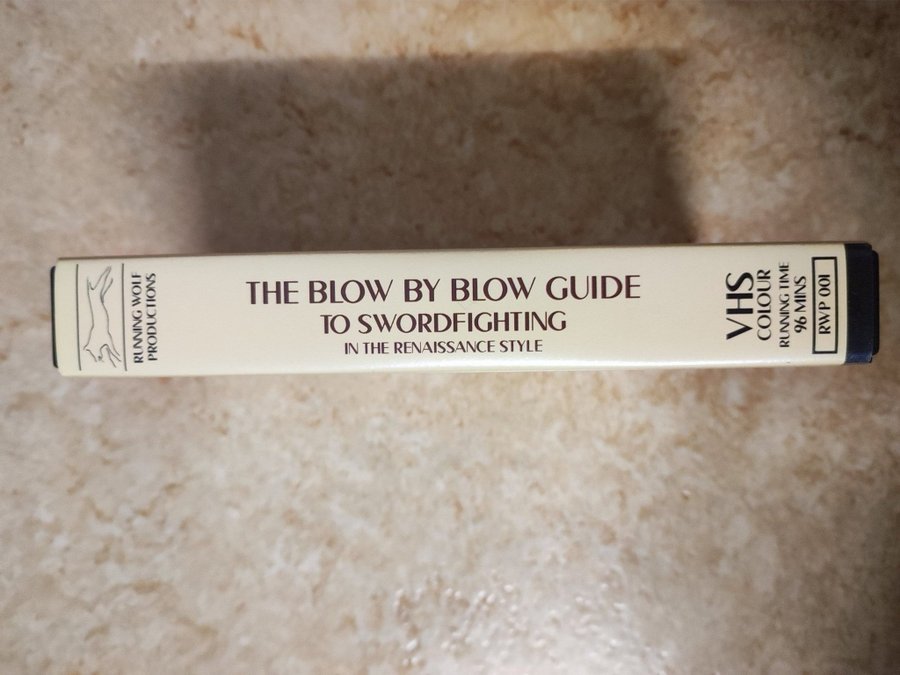 RUNNING WOLF
PRODUCTIONS
THE BLOW BY BLOW GUIDE
TO SWORDFIGHTING
IN THE RENAISSANCE STYLE
VHS
COLOUR
RUNNING TIME
96 MINS
RWP 001